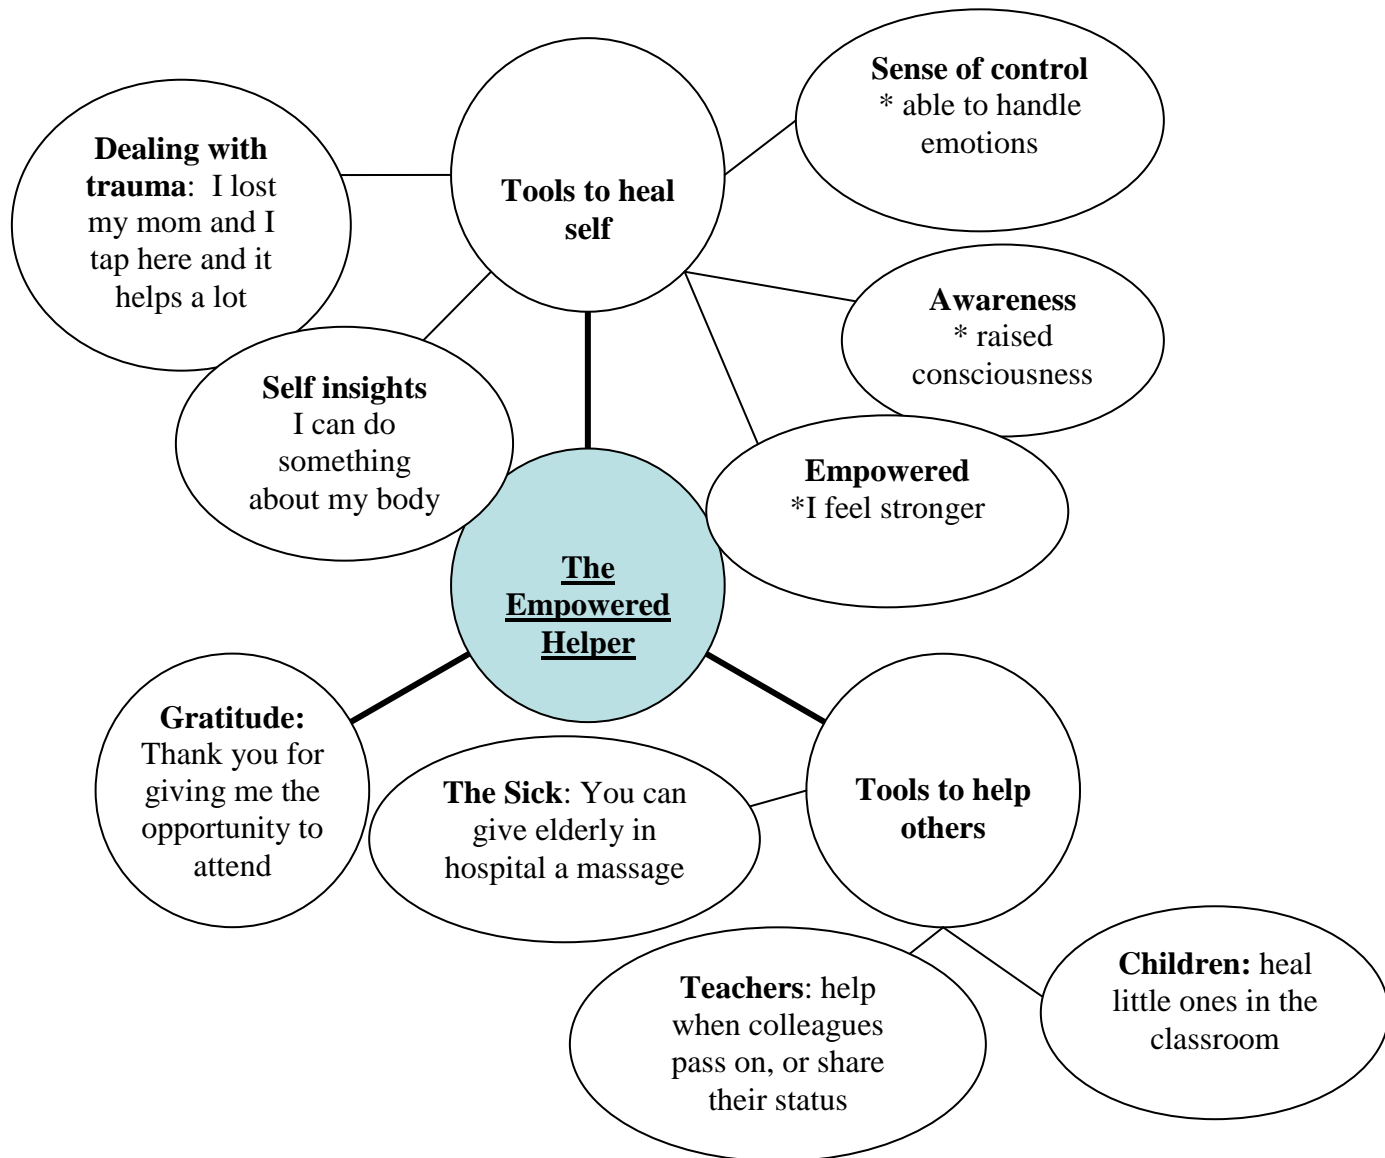 Sense of control
* able to handle
emotions
Dealing with
trauma:  I lost
my mom and I
tap here and it
helps a lot
Tools to heal
self
Awareness
* raised
consciousness
Self insights
I can do
something
about my body
Empowered
*I feel stronger
The
Empowered
Helper
Gratitude:
Thank you for
giving me the
opportunity to
attend
The Sick: You can
give elderly in
hospital a massage
Tools to help
others
Teachers: help
when colleagues
pass on, or share
their status
Children: heal
little ones in the
classroom